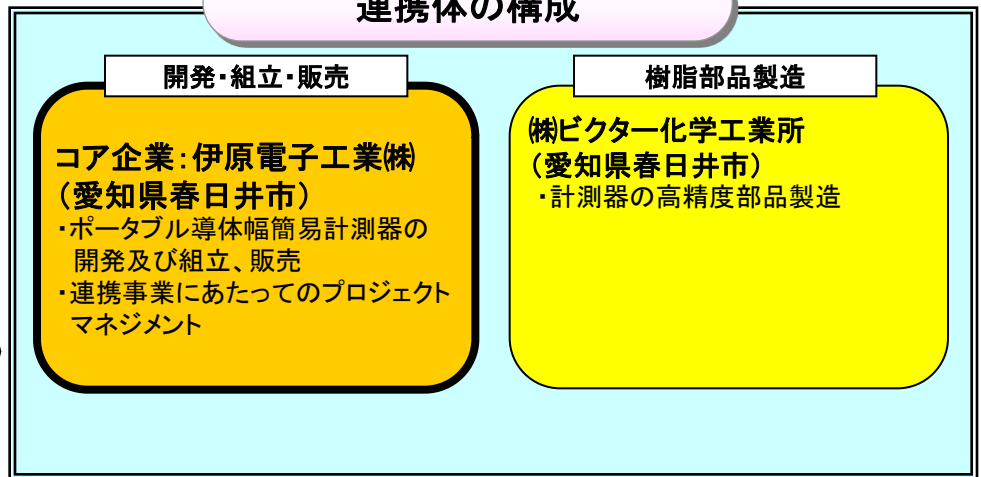 連携体の構成
開発・組立・販売
コア企業:伊原電子工業㈱
(愛知県春日井市)
・ポータブル導体幅簡易計測器の
開発及び組立、販売
・連携事業にあたってのプロジェクト
マネジメント
樹脂部品製造
㈱ビクター化学工業所
(愛知県春日井市)
・計測器の高精度部品製造